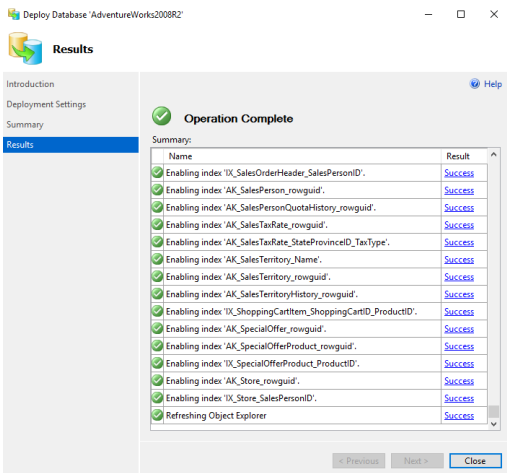 Deploy Database 'AdventureWorks2008R2'
Results
Introduction
Deployment Settings
Summary
Results
Help
Operation Complete
Summary:
Name Result
Enabling index 'IX_SalesOrderHeader_SalesPersonID'. Success
Enabling index 'AK_SalesPerson_rowguid'. Success
Enabling index 'AK_SalesPersonQuotaHistory_rowguid'. Success
Enabling index 'AK_SalesTaxRate_rowguid'. Success
Enabling index 'AK_SalesTaxRate_StateProvinceID_TaxType'. Success
Enabling index 'AK_SalesTerritory_Name'. Success
Enabling index 'AK_SalesTerritory_rowguid'. Success
Enabling index 'AK_SalesTerritoryHistory_rowguid'. Success
Enabling index 'IX_ShoppingCartItem_ShoppingCartID_ProductID'. Success
Enabling index 'AK_SpecialOffer_rowguid'. Success
Enabling index 'AK_SpecialOfferProduct_rowguid'. Success
Enabling index 'IX_SpecialOfferProduct_ProductID'. Success
Enabling index 'AK_Store_rowguid'. Success
Enabling index 'IX_Store_SalesPersonID'. Success
Refreshing Object Explorer Success
< Previous Next > Close